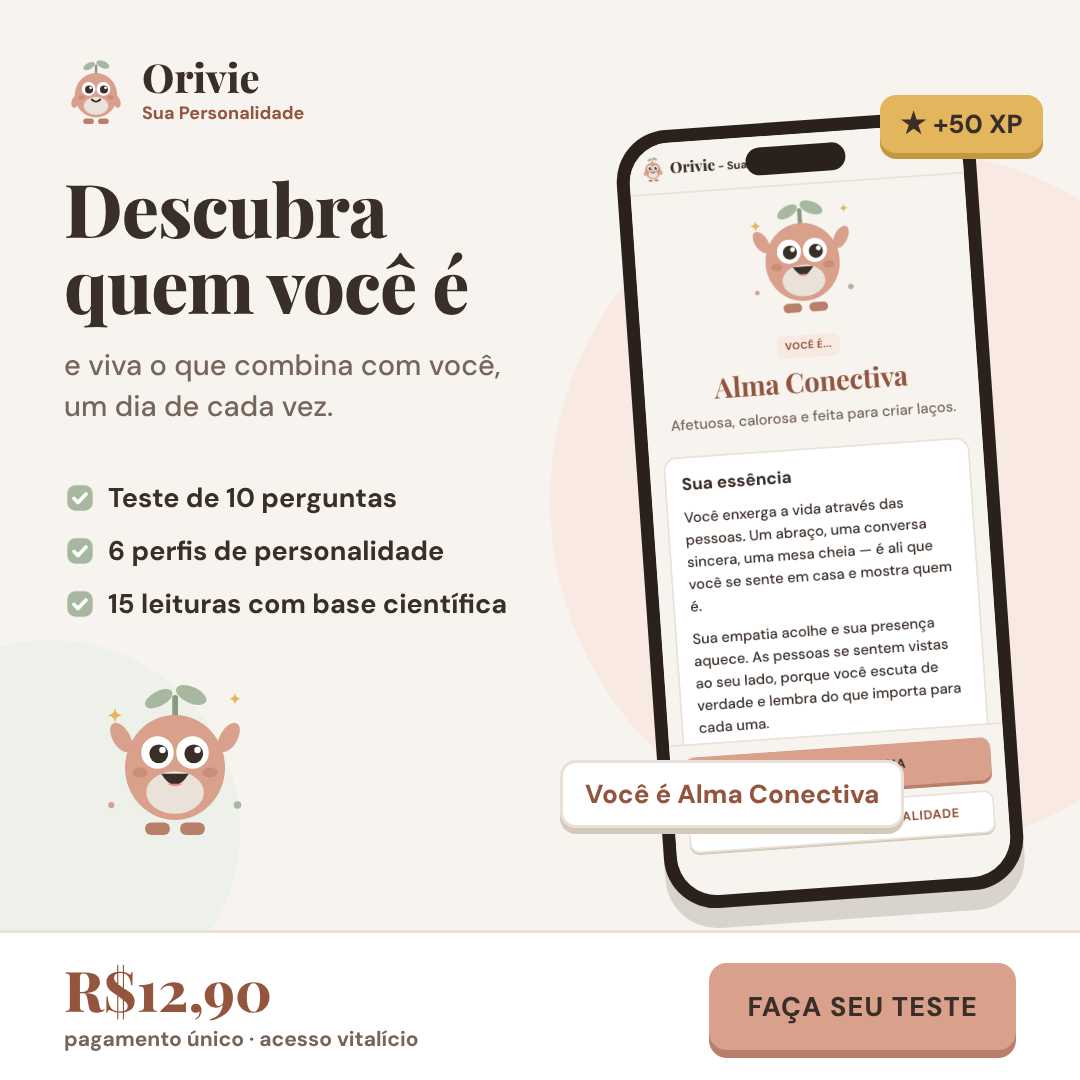 Orivie
Sua Personalidade
Descubra
quem você é
e viva o que combina com você,
um dia de cada vez.
Teste de 10 perguntas
6 perfis de personalidade
15 leituras com base científica
★ +50 XP
Orivie – Sua
VOCÊ É...
Alma Conectiva
Afetuosa, calorosa e feita para criar laços.
Sua essência
Você enxerga a vida através das
pessoas. Um abraço, uma conversa
sincera, uma mesa cheia — é ali que
você se sente em casa e mostra quem
é.
Sua empatia acolhe e sua presença
aquece. As pessoas se sentem vistas
ao seu lado, porque você escuta de
verdade e lembra do que importa para
cada uma.
Você é Alma Conectiva
ALIDADE
R$12,90
pagamento único · acesso vitalício
FAÇA SEU TESTE